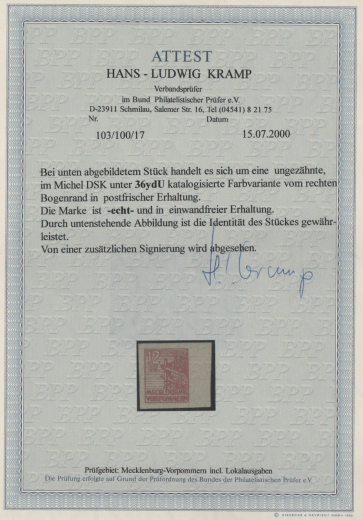 ATTEST
HANS - LUDWIG KRAMP
Verbandsprüfer
im Bund Philatelistischer Prüfer e.V.
D-23911 Schmilau, Salemer Str. 16, Tel (04541) 8 21 75
Nr. Datum
103/100/17 15.07.2000
Bei unten abgebildetem Stück handelt es sich um eine ungezähnte,
im Michel DSK unter 36ydU katalogisierte Farbvariante vom rechten
Bogenrand in postfrischer Erhaltung.
Die Marke ist -echt- und in einwandfreier Erhaltung.
Durch untenstehende Abbildung ist die Identität des Stückes gewähr-
leistet.
Von einer zusätzlichen Signierung wird abgesehen.
H. Kramp
Prüfgebiet: Mecklenburg-Vorpommern incl. Lokalausgaben
Die Prüfung erfolgte auf Grund der Prüfordnung des Bundes der Philatelistischen Prüfer e.V.